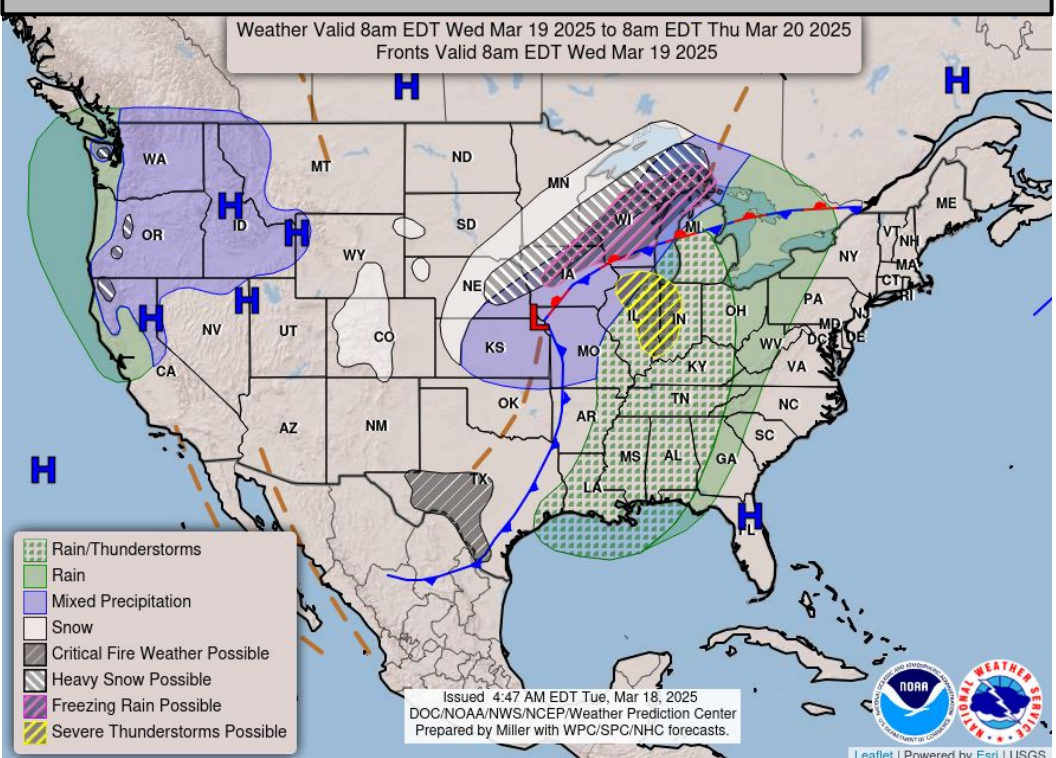 Weather Valid 8am EDT Wed Mar 19 2025 to 8am EDT Thu Mar 20 2025
Fronts Valid 8am EDT Wed Mar 19 2025
H
H
WA
MT
ND
MN
ME
H
OR
ID
H
SD
WI
MI
VT
NH
WY
NY
MA
CT
RI
NE
IA
H
H
NV
UT
CO
L
KS
MO
IL
IN
OH
PA
NJ
MD
DE
DC
WV
VA
CA
KY
OK
AR
TN
NC
AZ
NM
SC
MS
AL
GA
H
TX
LA
H
FL
Rain/Thunderstorms
Rain
Mixed Precipitation
Snow
Critical Fire Weather Possible
Heavy Snow Possible
Freezing Rain Possible
Severe Thunderstorms Possible
Issued 4:47 AM EDT Tue, Mar 18, 2025
DOC/NOAA/NWS/NCEP/Weather Prediction Center
Prepared by Miller with WPC/SPC/NHC forecasts.
NOAA
NATIONAL WEATHER SERVICE
Leaflet | Powered by Esri | USGS